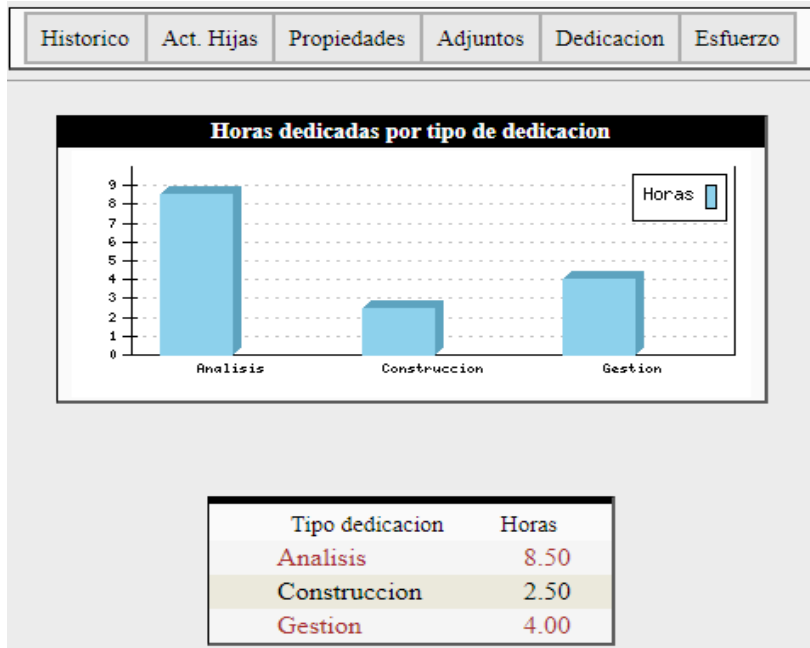 Historico Act. Hijas Propiedades Adjuntos Dedicacion Esfuerzo
Horas dedicadas por tipo de dedicacion
Horas
9
8
7
6
5
4
3
2
1
0
Analisis Construccion Gestion
Tipo dedicacion Horas
Analisis 8.50
Construccion 2.50
Gestion 4.00